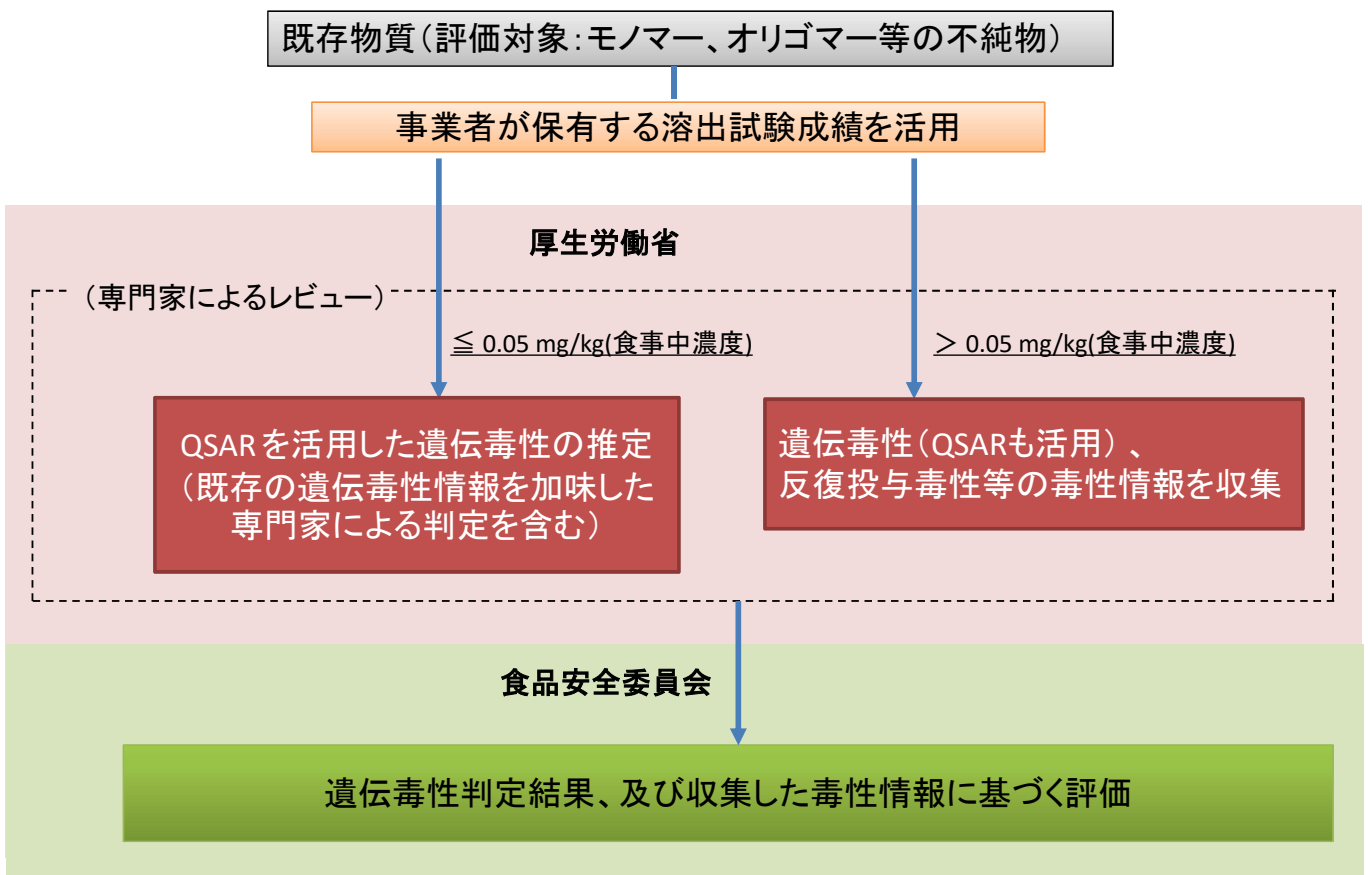 既存物質(評価対象:モノマー、オリゴマー等の不純物)
事業者が保有する溶出試験成績を活用
厚生労働省
(専門家によるレビュー)
≦ 0.05 mg/kg(食事中濃度)
QSARを活用した遺伝毒性の推定
(既存の遺伝毒性情報を加味した
専門家による判定を含む)
> 0.05 mg/kg(食事中濃度)
遺伝毒性(QSARも活用)、
反復投与毒性等の毒性情報を収集
食品安全委員会
遺伝毒性判定結果、及び収集した毒性情報に基づく評価